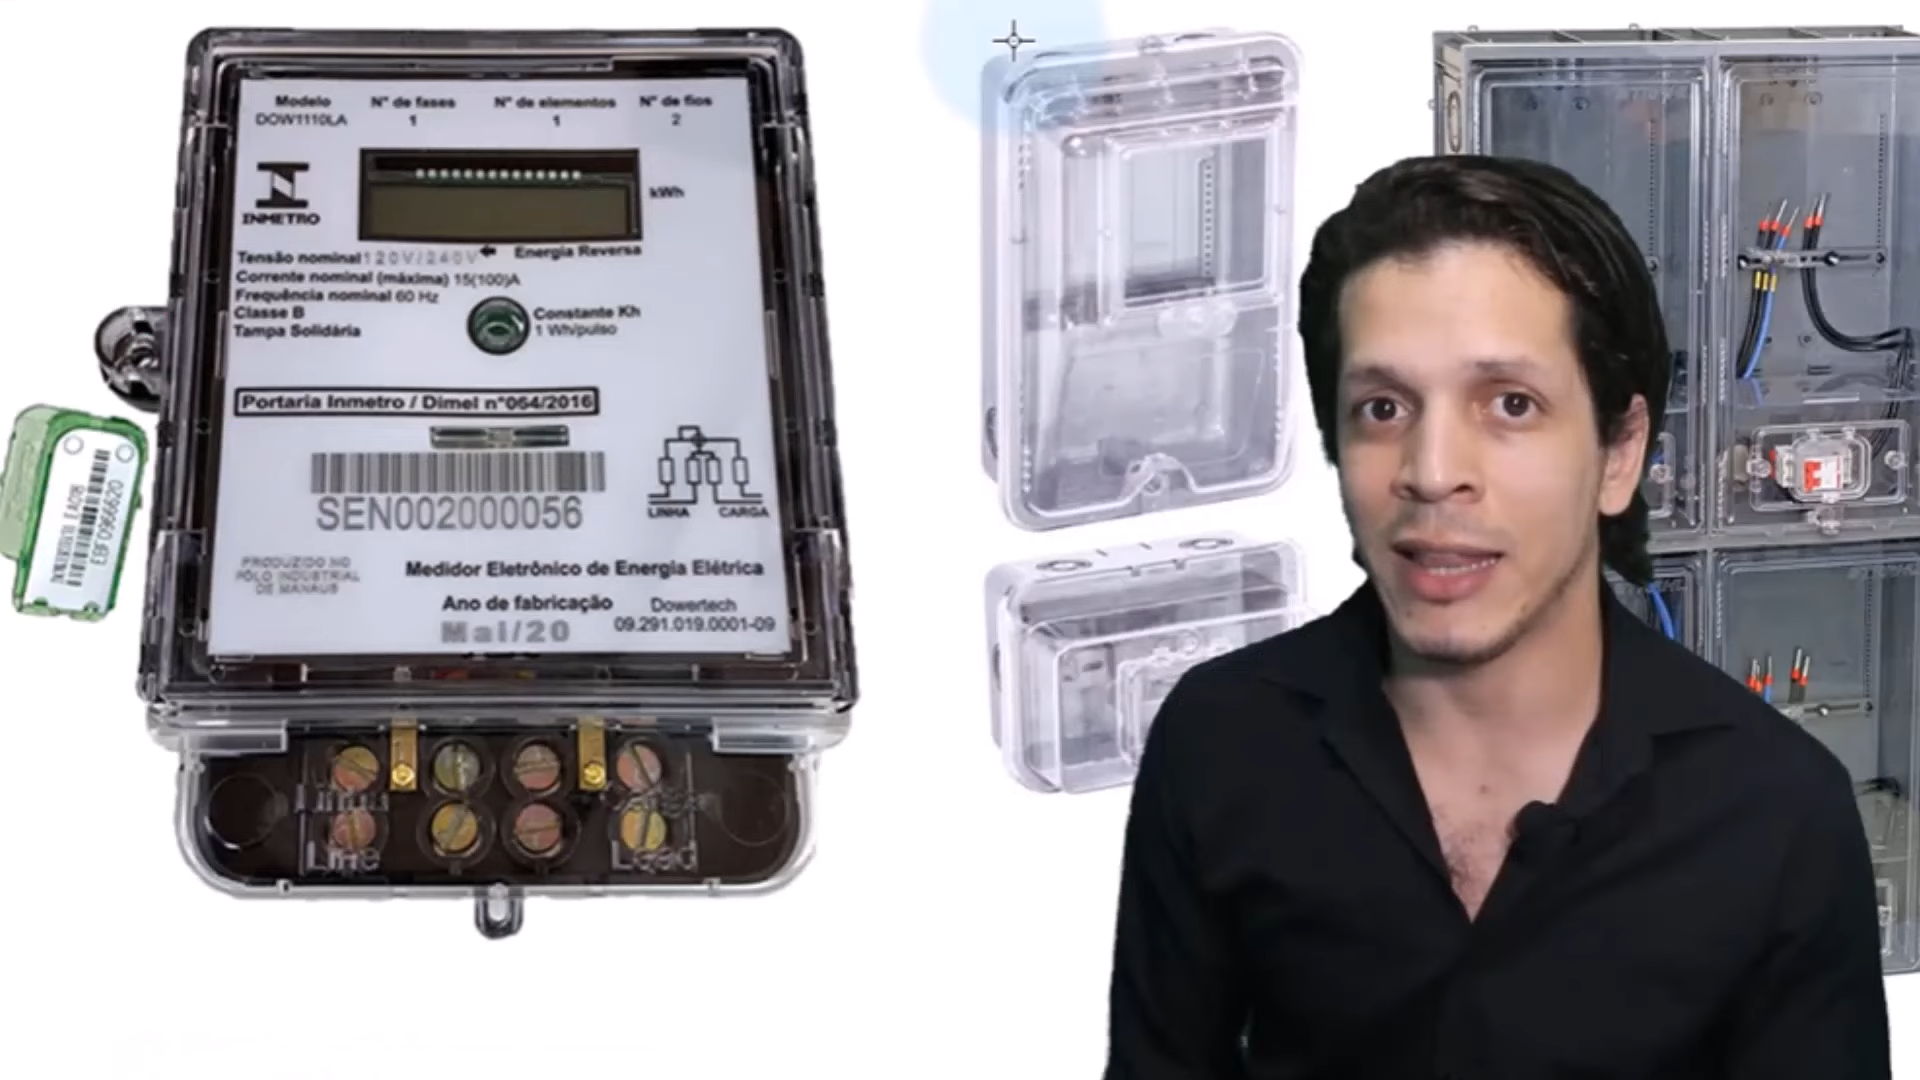 Modelo Nº de fases Nº de elementos Nº de fios
DOW1110LA 1 1 2
kWh
INMETRO
Tensão nominal 120V/240V Energia Reversa
Corrente nominal (máxima) 15(100)A
Frequência nominal 60 Hz
Classe B
Tampa Solidária
Constante Kh
1 Wh/pulso
Portaria Inmetro / Dimel nº064/2016
SEN002000056
LINHA CARGA
PRODUZIDO NO
PÓLO INDUSTRIAL
DE MANAUS
Medidor Eletrônico de Energia Elétrica
Ano de fabricação
Mai/20
Dowertech
09.291.019.0001-09
Line Load